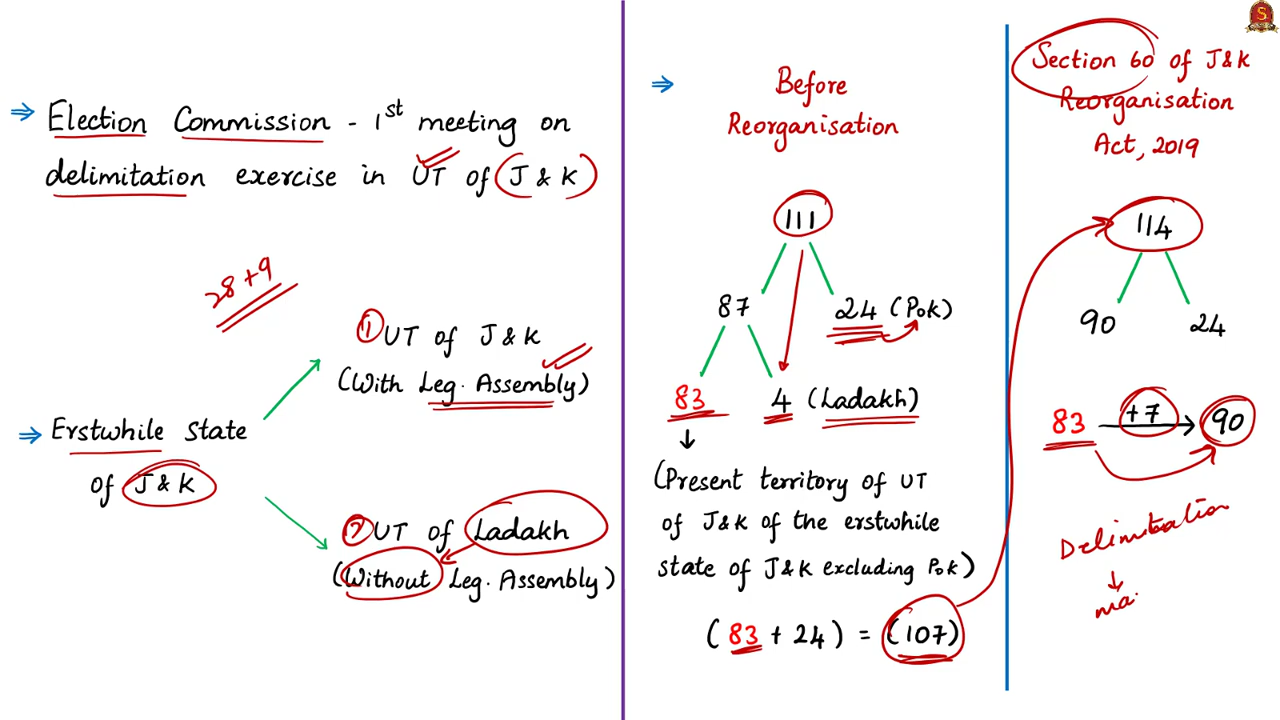 ⇒ Election Commission - 1st meeting on
delimitation exercise in UT of (J & K)
28 + 9
① UT of J & K
(With Leg. Assembly)
⇒ Erstwhile State
of J & K
② UT of Ladakh
(Without Leg. Assembly)
⇒ Before
Reorganisation
111
87 24 (PoK)
83 4 (Ladakh)
↓
(Present territory of UT
of J&K of the erstwhile
state of J&K excluding PoK)
(83 + 24) = (107)
Section 60 of J&K
Reorganisation
Act, 2019
114
90 24
83 +7 → 90
Delimitation
↓
ma